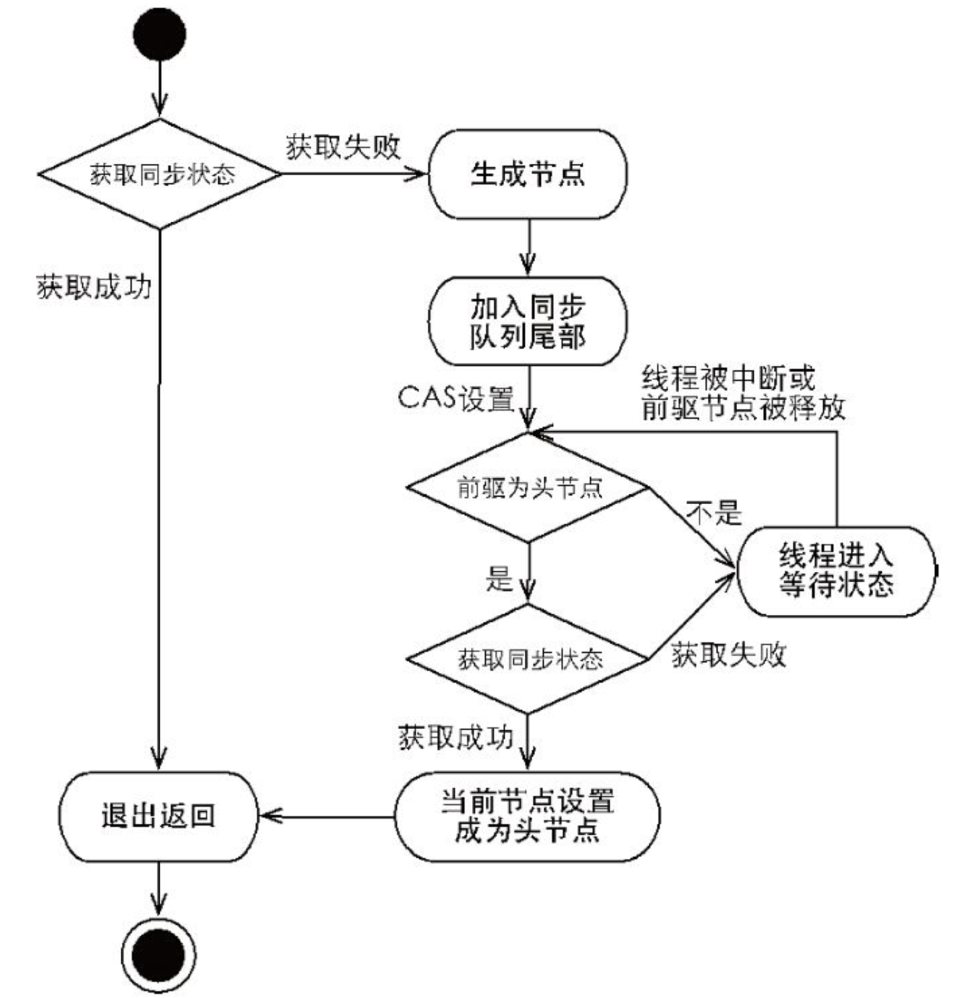 获取同步状态
获取失败
生成节点
获取成功
加入同步
队列尾部
CAS设置
线程被中断或
前驱节点被释放
前驱为头节点
不是
线程进入
等待状态
是
获取同步状态
获取失败
获取成功
当前节点设置
成为头节点
退出返回